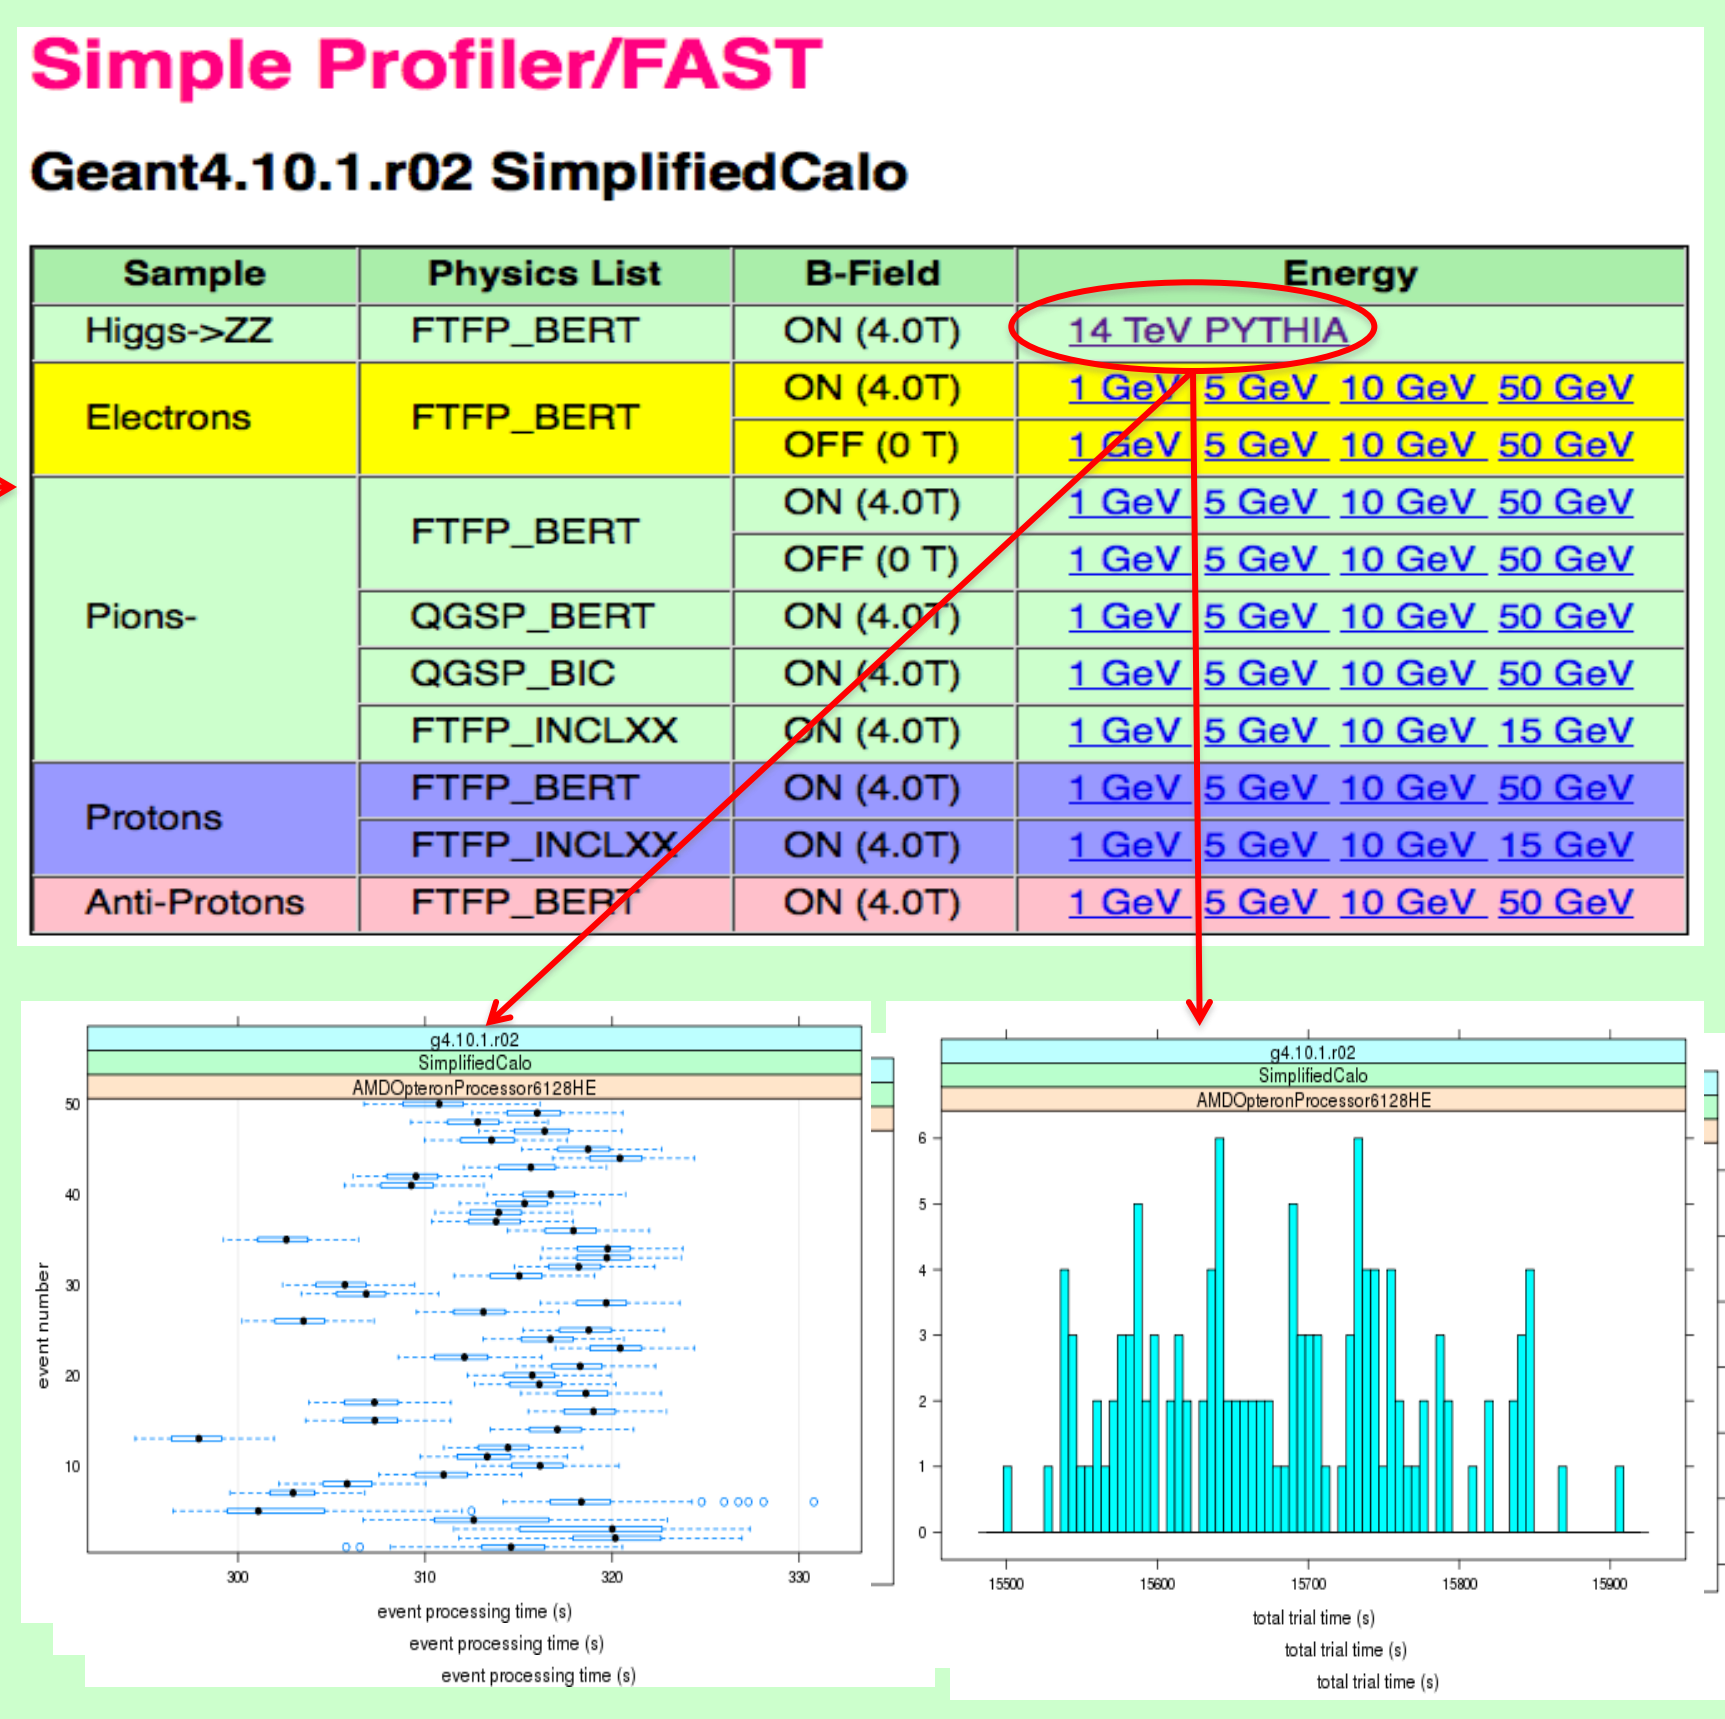 Simple Profiler/FAST
Geant4.10.1.r02 SimplifiedCalo
Sample Physics List B-Field Energy
Higgs->ZZ FTFP_BERT ON (4.0T) 14 TeV PYTHIA
Electrons FTFP_BERT ON (4.0T) 1 GeV 5 GeV 10 GeV 50 GeV
OFF (0 T) 1 GeV 5 GeV 10 GeV 50 GeV
Pions- FTFP_BERT ON (4.0T) 1 GeV 5 GeV 10 GeV 50 GeV
OFF (0 T) 1 GeV 5 GeV 10 GeV 50 GeV
QGSP_BERT ON (4.0T) 1 GeV 5 GeV 10 GeV 50 GeV
QGSP_BIC ON (4.0T) 1 GeV 5 GeV 10 GeV 50 GeV
FTFP_INCLXX ON (4.0T) 1 GeV 5 GeV 10 GeV 15 GeV
Protons FTFP_BERT ON (4.0T) 1 GeV 5 GeV 10 GeV 50 GeV
FTFP_INCLXX ON (4.0T) 1 GeV 5 GeV 10 GeV 15 GeV
Anti-Protons FTFP_BERT ON (4.0T) 1 GeV 5 GeV 10 GeV 50 GeV
g4.10.1.r02
SimplifiedCalo
AMDOpteronProcessor6128HE
50
40
30
20
10
event number
300 310 320 330
event processing time (s)
event processing time (s)
event processing time (s)
g4.10.1.r02
SimplifiedCalo
AMDOpteronProcessor6128HE
6
5
4
3
2
1
0
15500 15600 15700 15800 15900
total trial time (s)
total trial time (s)
total trial time (s)